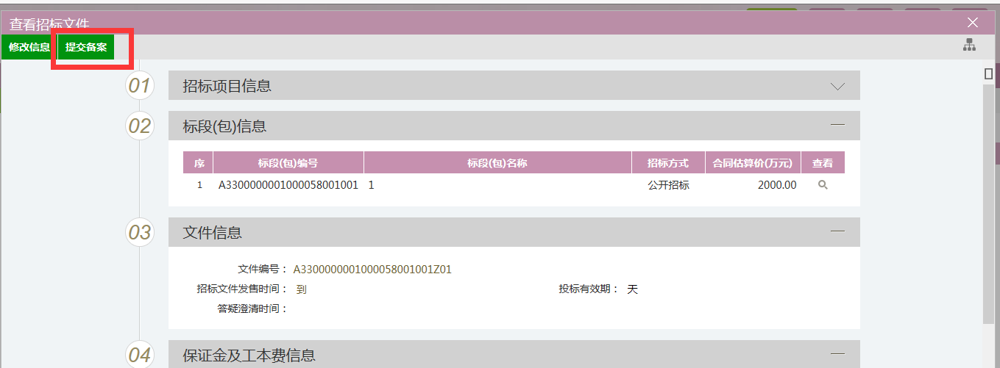 查看招标文件
修改信息 提交备案
01 招标项目信息
02 标段(包)信息
序 标段(包)编号 标段(包)名称 招标方式 合同估算价(万元) 查看
1 A3300000001000058001001 1 公开招标 2000.00
03 文件信息
文件编号： A3300000001000058001001Z01
招标文件发售时间： 到 投标有效期： 天
答疑澄清时间：
04 保证金及工本费信息